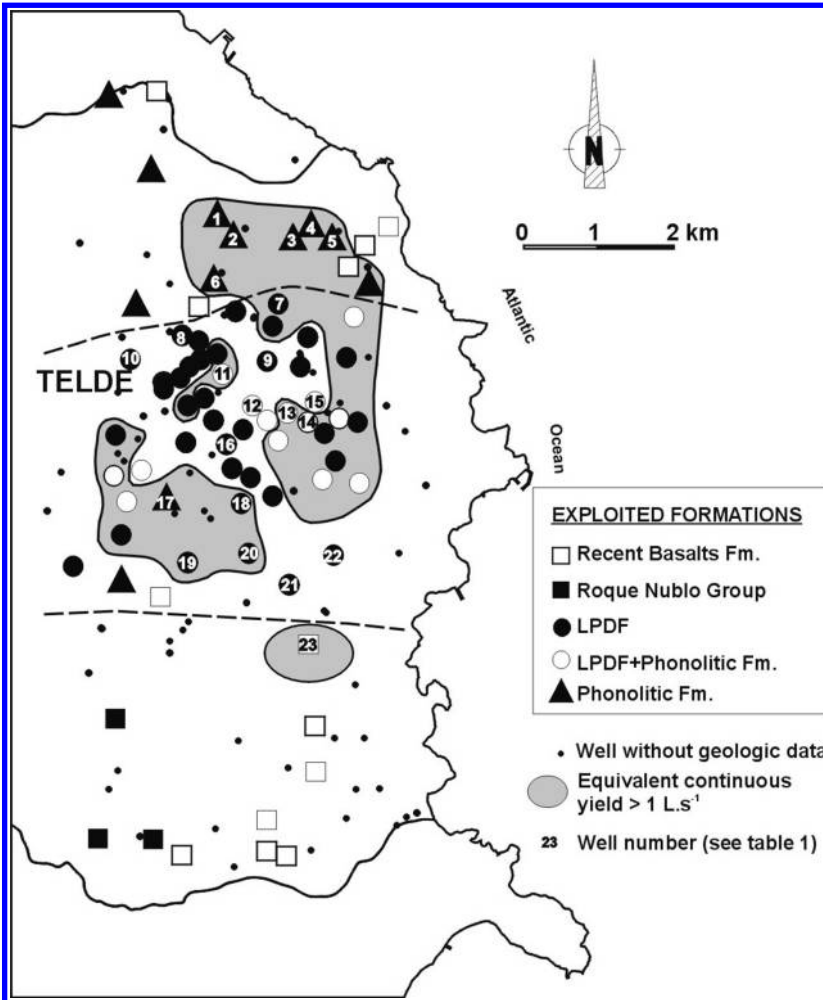 N
0 1 2 km
1
2
3
4
5
6
7
8
9
10
TELDE
11
12
13
14
15
16
17
18
19
20
21
22
23
Atlantic
Ocean
EXPLOITED FORMATIONS
Recent Basalts Fm.
Roque Nublo Group
LPDF
LPDF+Phonolitic Fm.
Phonolitic Fm.
Well without geologic data
Equivalent continuous
yield > 1 L.s⁻¹
23 Well number (see table 1)